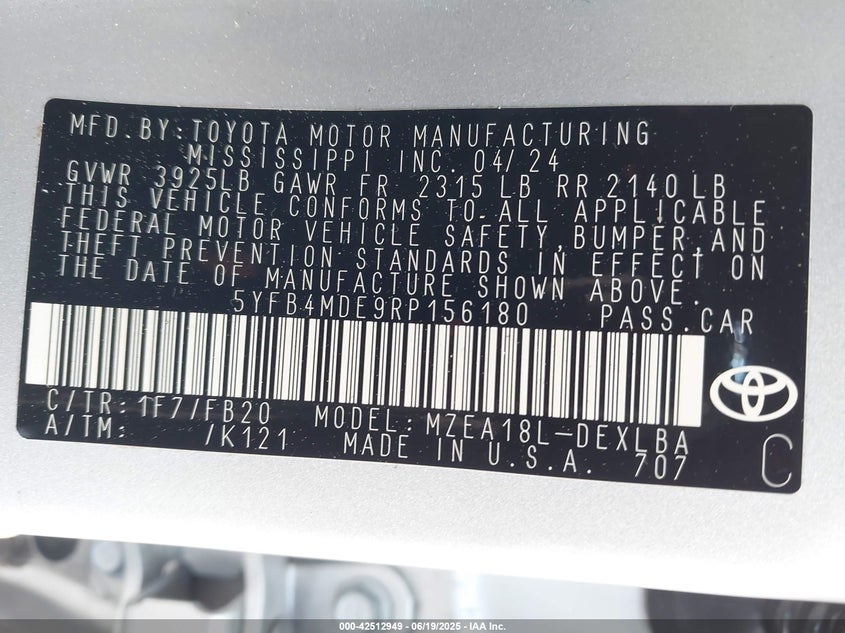 MFD.BY:TOYOTA MOTOR MANUFACTURING
MISSISSIPPI INC. 04/24
GVWR 3925LB GAWR FR 2315 LB RR 2140 LB
THIS VEHICLE CONFORMS TO ALL APPLICABLE
FEDERAL MOTOR VEHICLE SAFETY,BUMPER,AND
THEFT PREVENTION STANDARDS IN EFFECT ON
THE DATE OF MANUFACTURE SHOWN ABOVE.
5YFB4MDE9RP156180 PASS.CAR
C/TR:1F7/FB20 MODEL:MZEA18L-DEXLBA
A/TM: /K121 MADE IN U.S.A. 707 C
000-42512949 - 06/19/2025 - IAA Inc.